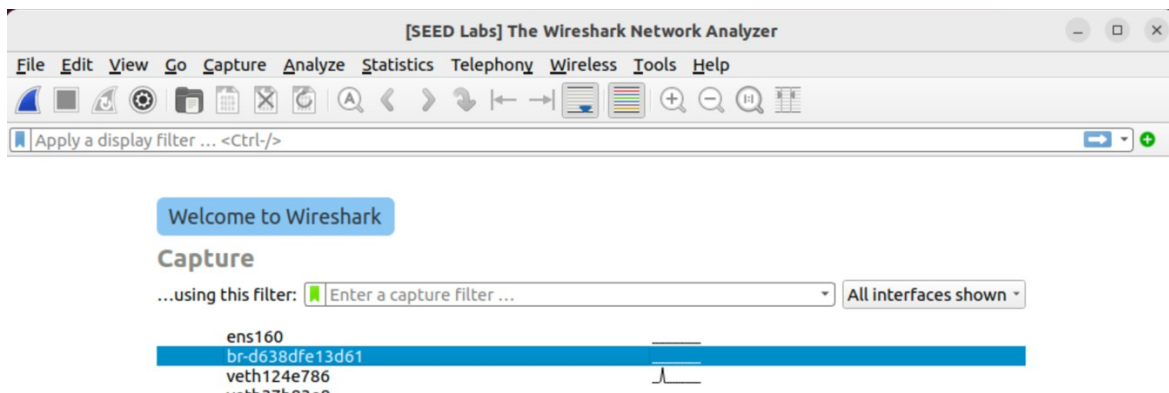 [SEED Labs] The Wireshark Network Analyzer
File Edit View Go Capture Analyze Statistics Telephony Wireless Tools Help
Apply a display filter … <Ctrl-/>
Welcome to Wireshark
Capture
…using this filter: Enter a capture filter … All interfaces shown
ens160
br-d638dfe13d61
veth124e786